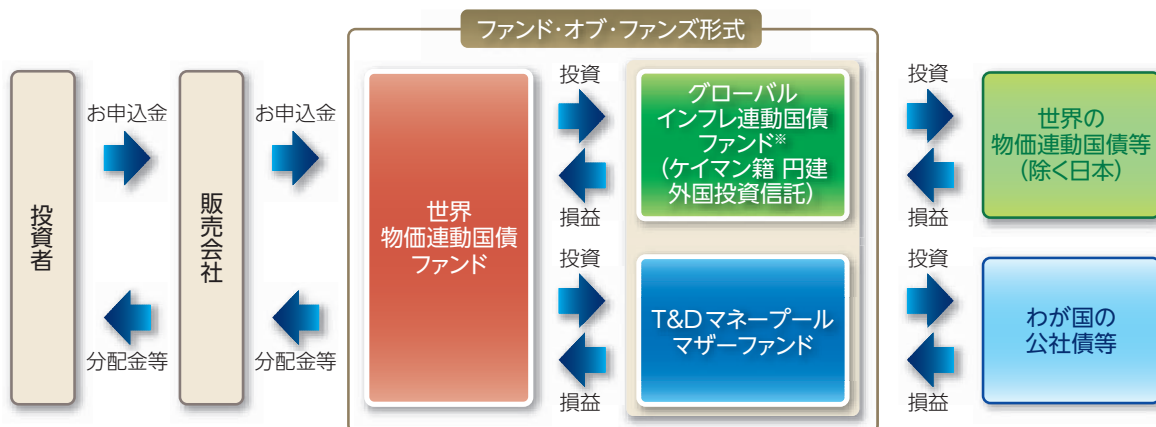 ファンド・オブ・ファンズ形式
投資者
お申込金
分配金等
販売会社
お申込金
分配金等
世界
物価連動国債
ファンド
投資
損益
投資
損益
グローバル
インフレ連動国債
ファンド※
(ケイマン籍 円建
外国投資信託)
T&Dマネープール
マザーファンド
投資
損益
投資
損益
世界の
物価連動国債等
(除く日本)
わが国の
公社債等